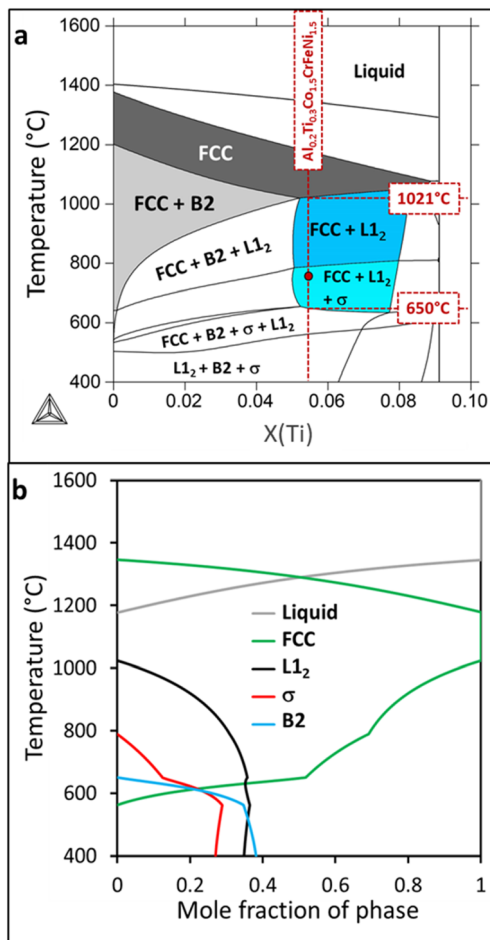 a
1600
1400
1200
1000
800
600
400
Temperature (°C)
0.00
0.02
0.04
0.06
0.08
0.10
X(Ti)
Al0.2Ti0.3Co1.5CrFeNi1.5
Liquid
FCC
FCC + B2
1021°C
FCC + L1₂
FCC + B2 + L1₂
FCC + L1₂
+ σ
650°C
FCC + B2 + σ + L1₂
L1₂ + B2 + σ
b
1600
1400
1200
1000
800
600
400
Temperature (°C)
Liquid
FCC
L1₂
σ
B2
0
0.2
0.4
0.6
0.8
1
Mole fraction of phase